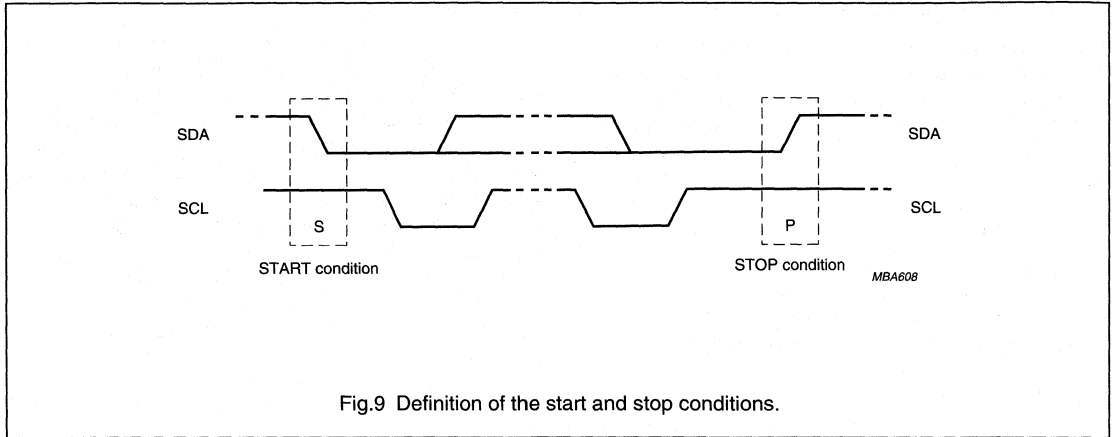 SDA
SDA
SCL
SCL
S
P
START condition
STOP condition
MBA608
Fig.9 Definition of the start and stop conditions.